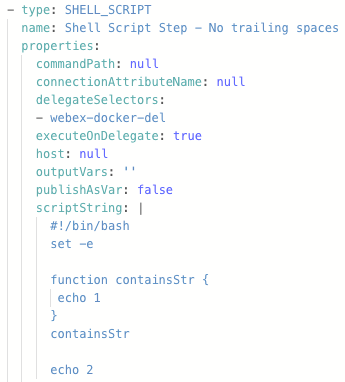 - type: SHELL_SCRIPT
  name: Shell Script Step - No trailing spaces
  properties:
    commandPath: null
    connectionAttributeName: null
    delegateSelectors:
    - webex-docker-del
    executeOnDelegate: true
    host: null
    outputVars: ''
    publishAsVar: false
    scriptString: |
      #!/bin/bash
      set -e

      function containsStr {
       echo 1
      }
      containsStr

      echo 2